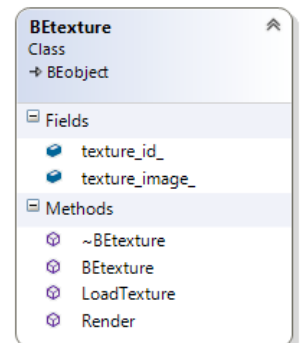 BEtexture
Class
→ BEobject
Fields
texture_id_
texture_image_
Methods
~BEtexture
BEtexture
LoadTexture
Render